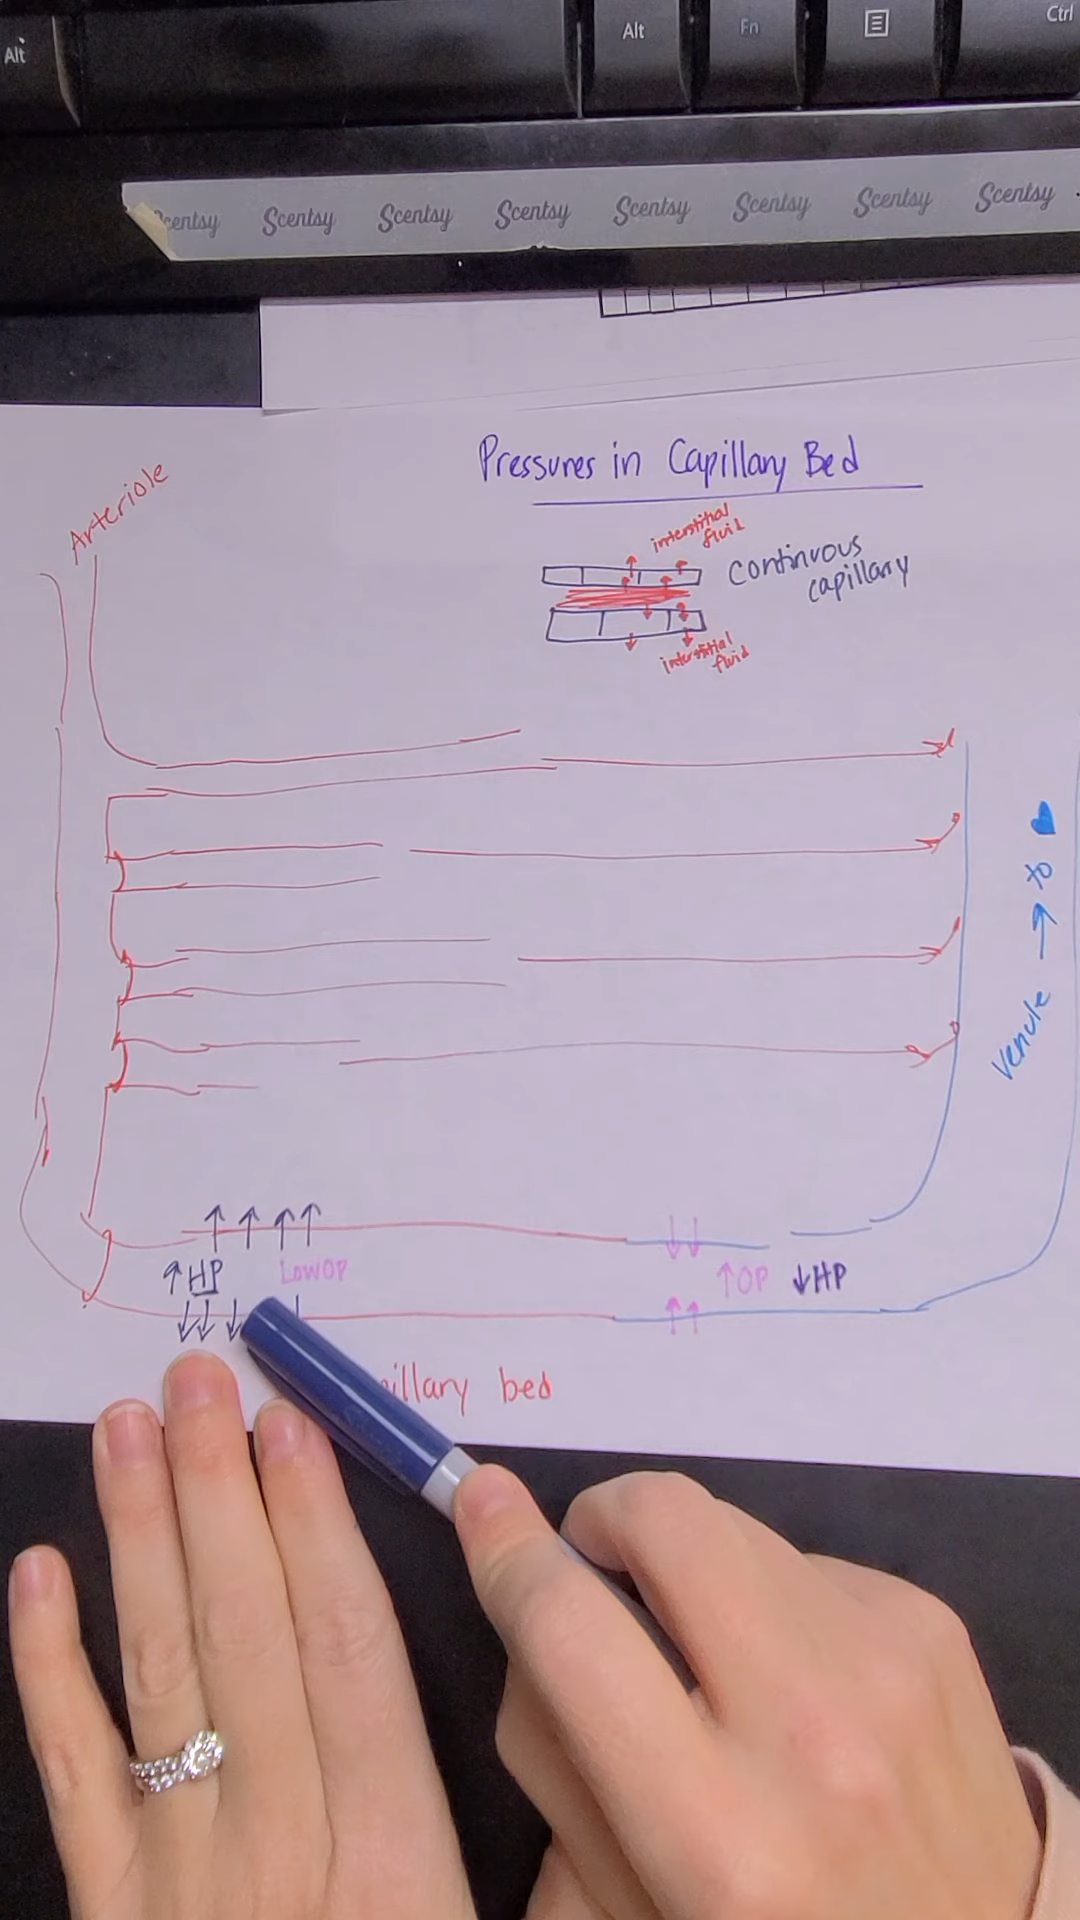 Alt
Alt
Fn
Ctrl
Scentsy Scentsy Scentsy Scentsy Scentsy Scentsy Scentsy Scentsy
Pressures in Capillary Bed
Arteriole
interstitial
fluid
continuous
capillary
interstitial
fluid
venule → to ♥
↑HP
Low OP
↑OP
↓HP
pillary bed